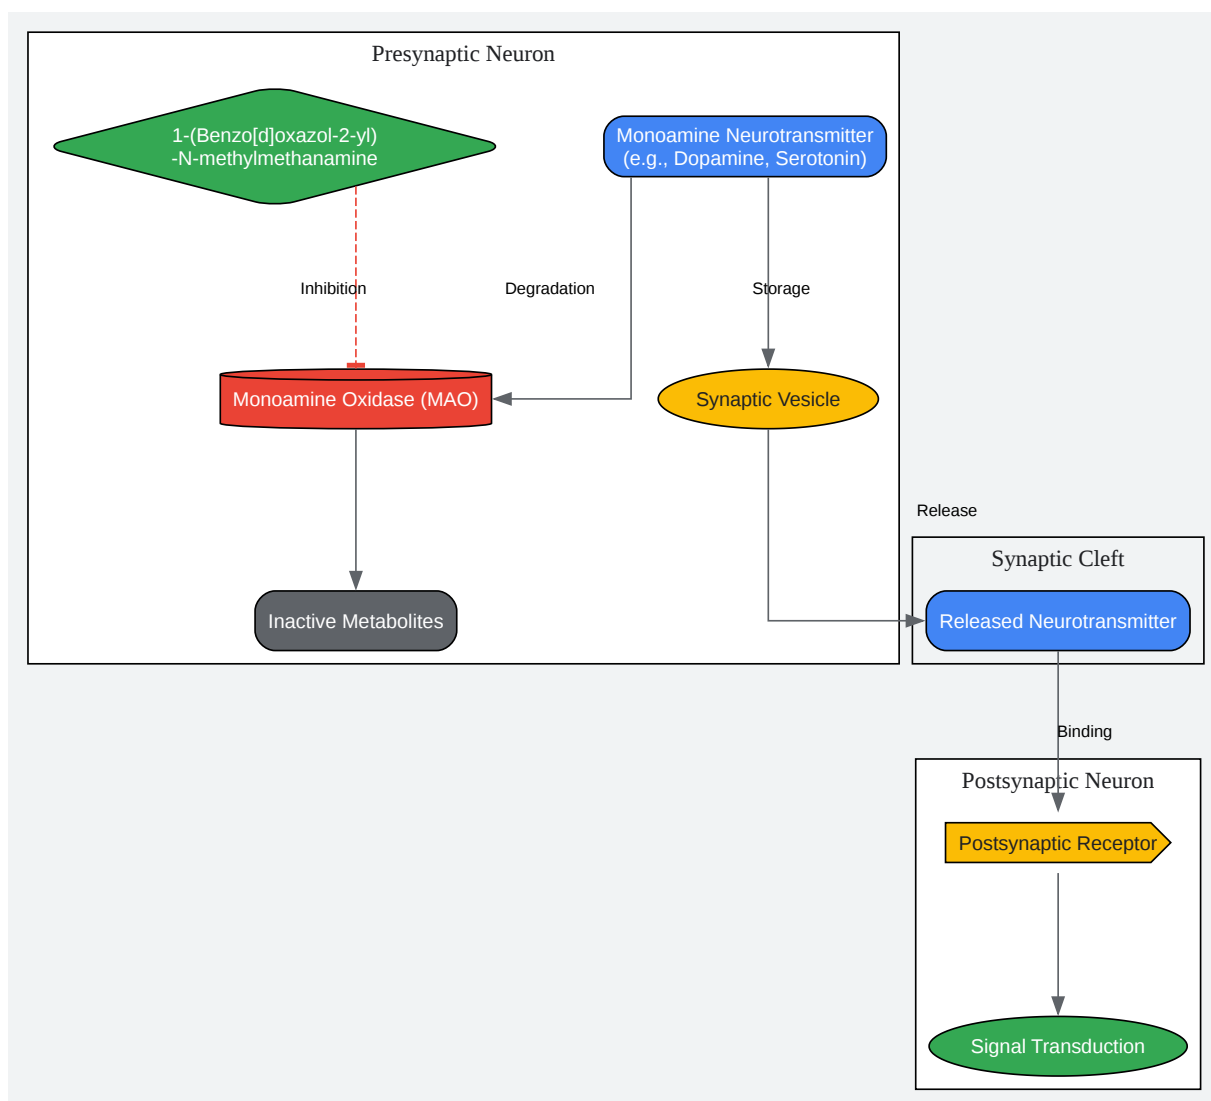 Presynaptic Neuron
1-(Benzo[d]oxazol-2-yl)
-N-methylmethanamine
Monoamine Neurotransmitter
(e.g., Dopamine, Serotonin)
Inhibition
Degradation
Storage
Monoamine Oxidase (MAO)
Synaptic Vesicle
Release
Synaptic Cleft
Inactive Metabolites
Released Neurotransmitter
Binding
Postsynaptic Neuron
Postsynaptic Receptor
Signal Transduction